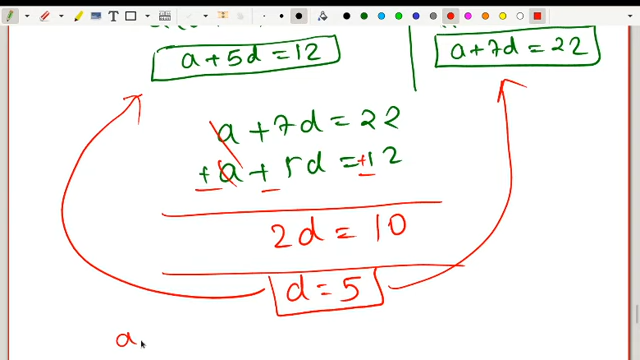 a + 5d = 12
a + 7d = 22
a + 7d = 22
+ a + 5d = +12
2d = 10
d = 5
a